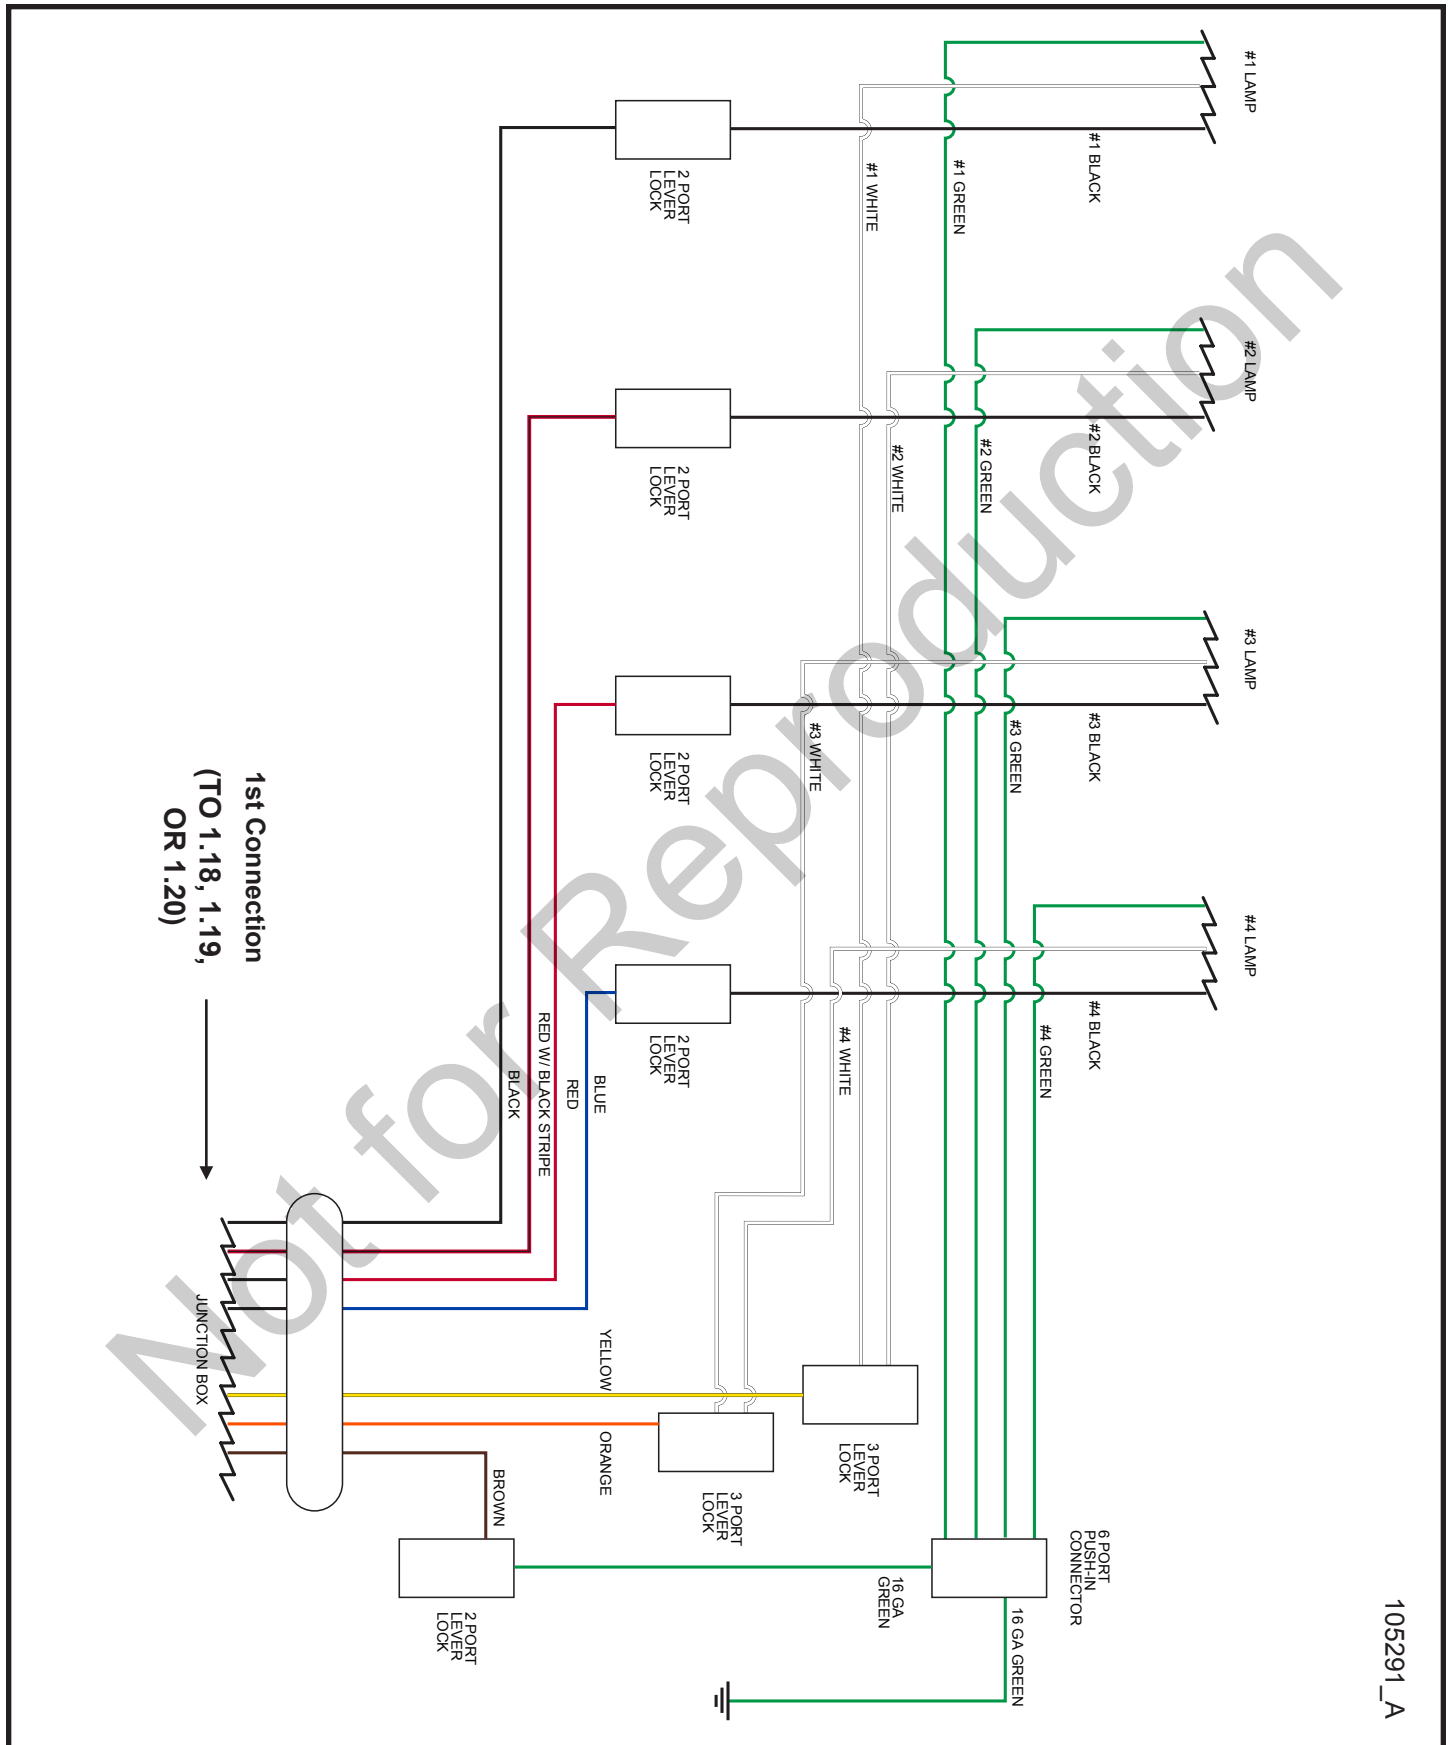 105291_A
#1 LAMP
#2 LAMP
#3 LAMP
#4 LAMP
#1 BLACK
#2 BLACK
#3 BLACK
#4 BLACK
#1 GREEN
#2 GREEN
#3 GREEN
#4 GREEN
#1 WHITE
#2 WHITE
#3 WHITE
#4 WHITE
6 PORT
PUSH-IN
CONNECTOR
16 GA GREEN
16 GA
GREEN
3 PORT
LEVER
LOCK
3 PORT
LEVER
LOCK
2 PORT
LEVER
LOCK
2 PORT
LEVER
LOCK
2 PORT
LEVER
LOCK
2 PORT
LEVER
LOCK
2 PORT
LEVER
LOCK
BLUE
RED
RED W/ BLACK STRIPE
BLACK
YELLOW
ORANGE
BROWN
1st Connection
(TO 1.18, 1.19,
OR 1.20)
JUNCTION BOX
Not for Reproduction